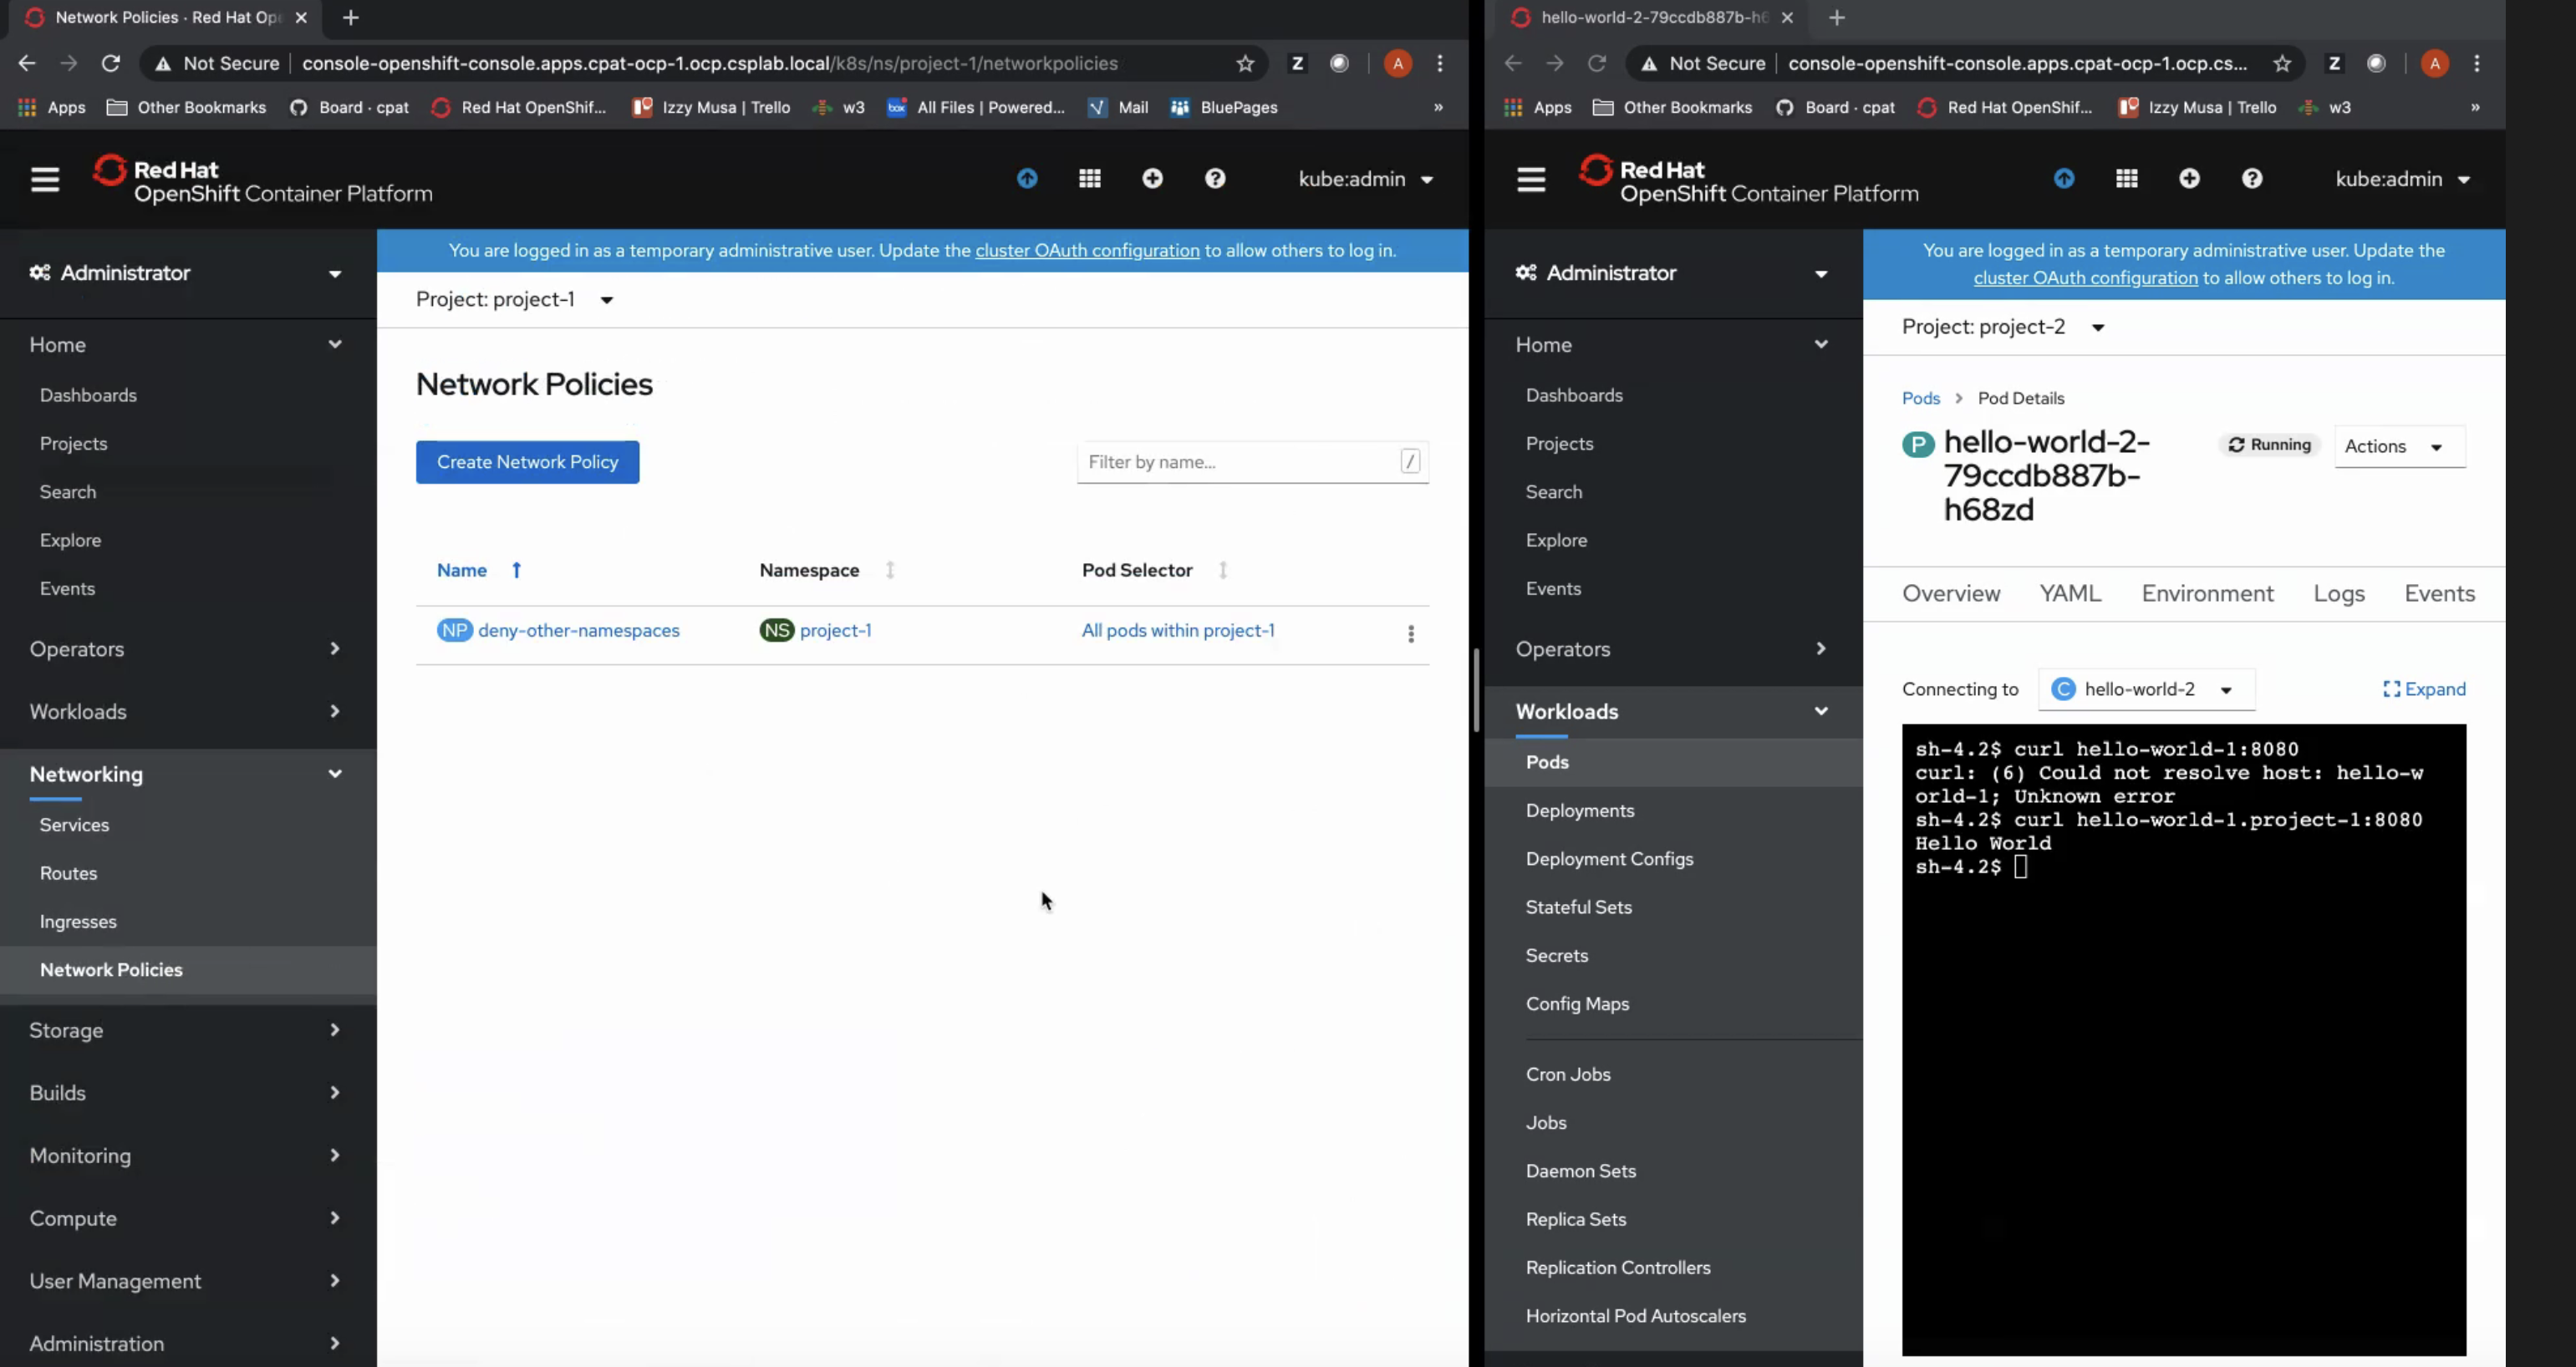 Network Policies · Red Hat Op
Not Secure | console-openshift-console.apps.cpat-ocp-1.ocp.csplab.local/k8s/ns/project-1/networkpolicies
Z
A
Apps
Other Bookmarks
Board · cpat
Red Hat OpenShif...
Izzy Musa | Trello
w3
box
All Files | Powered...
Mail
BluePages
»
Red Hat
OpenShift Container Platform
kube:admin
Administrator
Home
Dashboards
Projects
Search
Explore
Events
Operators
Workloads
Networking
Services
Routes
Ingresses
Network Policies
Storage
Builds
Monitoring
Compute
User Management
Administration
You are logged in as a temporary administrative user. Update the cluster OAuth configuration to allow others to log in.
Project: project-1
Network Policies
Create Network Policy
Filter by name...
/
Name
Namespace
Pod Selector
NP deny-other-namespaces
NS project-1
All pods within project-1
hello-world-2-79ccdb887b-h6
Not Secure | console-openshift-console.apps.cpat-ocp-1.ocp.cs...
Z
A
Apps
Other Bookmarks
Board · cpat
Red Hat OpenShif...
Izzy Musa | Trello
w3
»
Red Hat
OpenShift Container Platform
kube:admin
Administrator
Home
Dashboards
Projects
Search
Explore
Events
Operators
Workloads
Pods
Deployments
Deployment Configs
Stateful Sets
Secrets
Config Maps
Cron Jobs
Jobs
Daemon Sets
Replica Sets
Replication Controllers
Horizontal Pod Autoscalers
You are logged in as a temporary administrative user. Update the
cluster OAuth configuration to allow others to log in.
Project: project-2
Pods > Pod Details
P hello-world-2-
79ccdb887b-
h68zd
Running
Actions
Overview
YAML
Environment
Logs
Events
Connecting to
C hello-world-2
Expand
sh-4.2$ curl hello-world-1:8080
curl: (6) Could not resolve host: hello-w
orld-1; Unknown error
sh-4.2$ curl hello-world-1.project-1:8080
Hello World
sh-4.2$